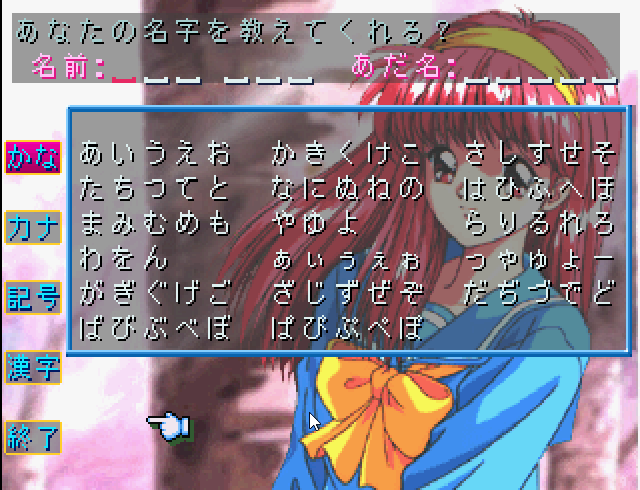 あなたの名字を教えてくれる?
名前:_ _ _ _ _ _ あだ名:_ _ _ _ _
かな
カナ
記号
漢字
終了
あいうえお かきくけこ さしすせそ
たちつてと なにぬねの はひふへほ
まみむめも やゆよ らりるれろ
わをん ぁぃぅぇぉ っゃゅょー
がぎぐげご ざじずぜぞ だぢづでど
ばびぶべぼ ぱぴぷぺぽ